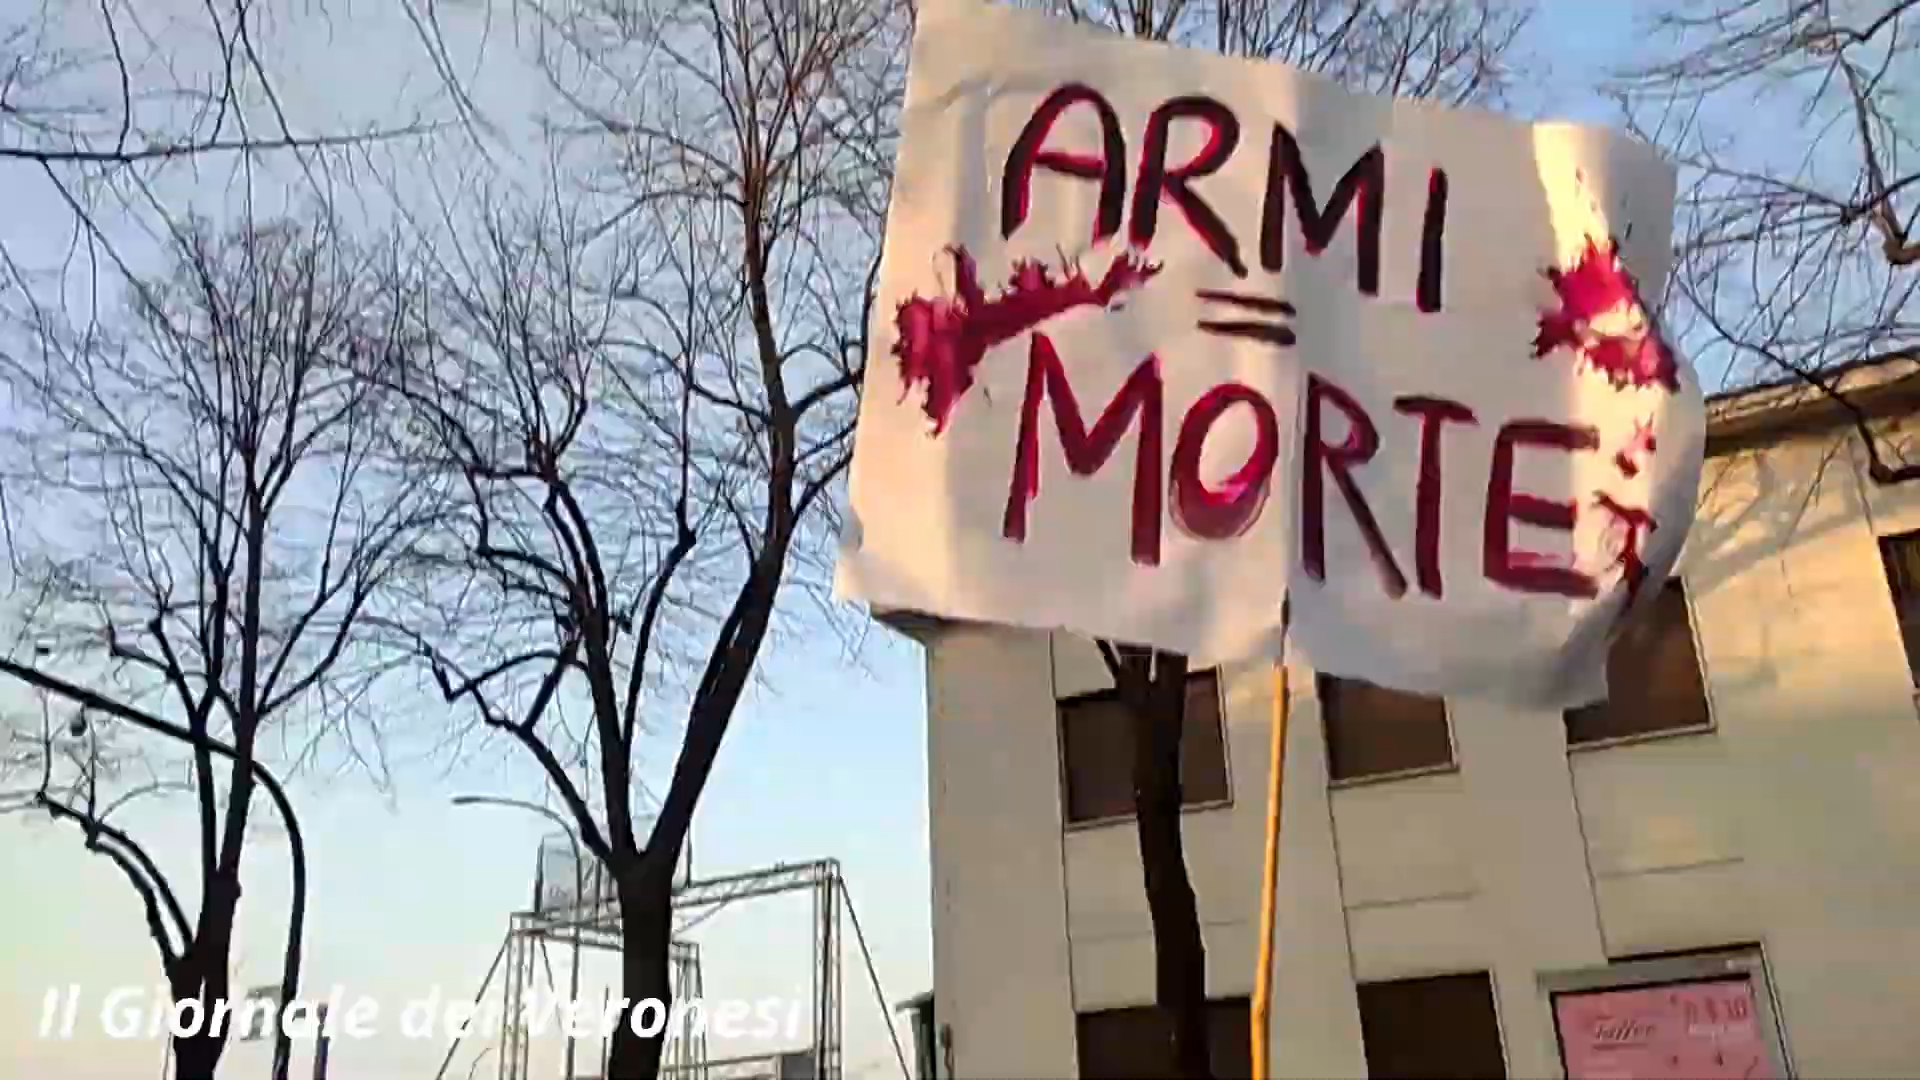 ARMI
=
MORTE
Il Giornale dei Veronesi